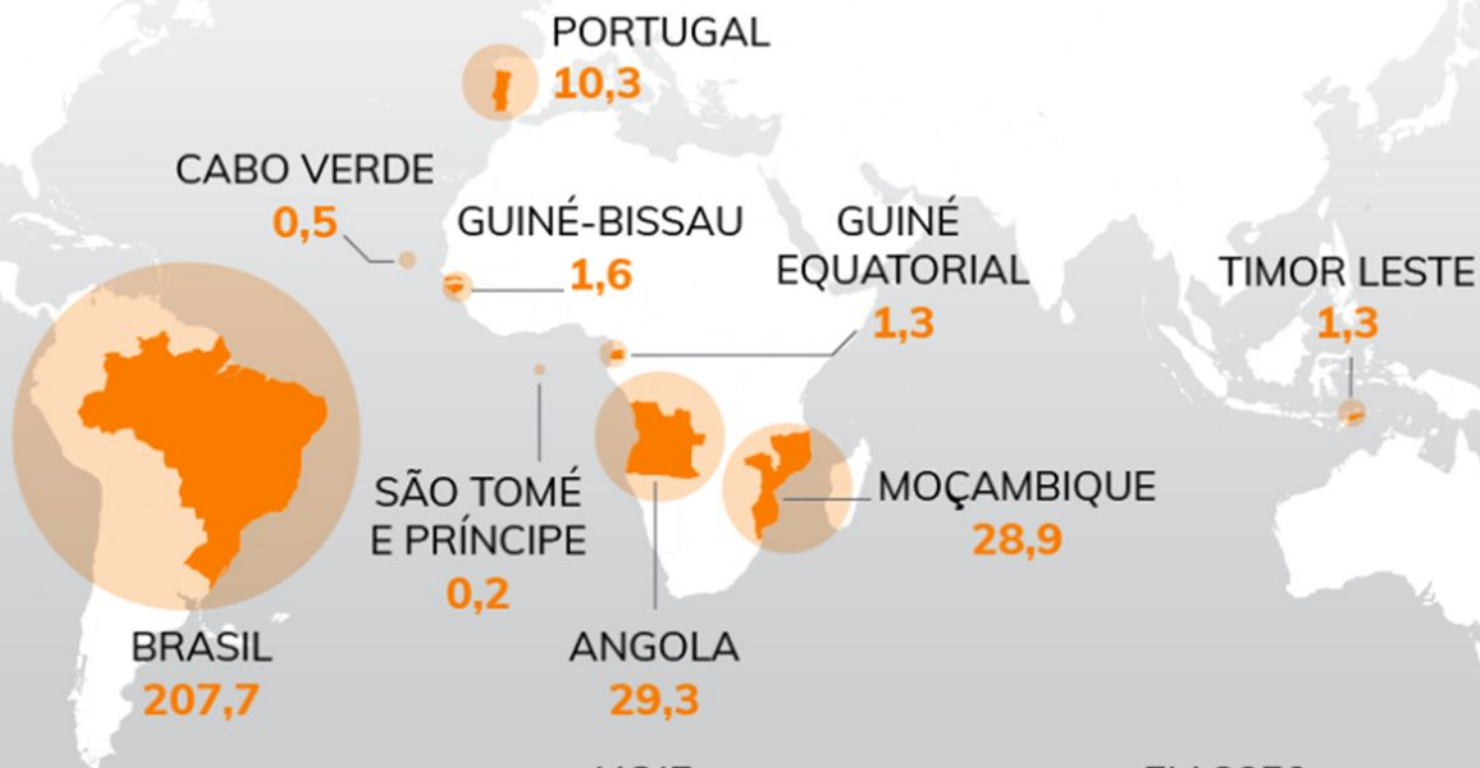 PORTUGAL
10,3
CABO VERDE
0,5
GUINÉ-BISSAU
1,6
GUINÉ
EQUATORIAL
1,3
TIMOR LESTE
1,3
SÃO TOMÉ
E PRÍNCIPE
0,2
MOÇAMBIQUE
28,9
BRASIL
207,7
ANGOLA
29,3